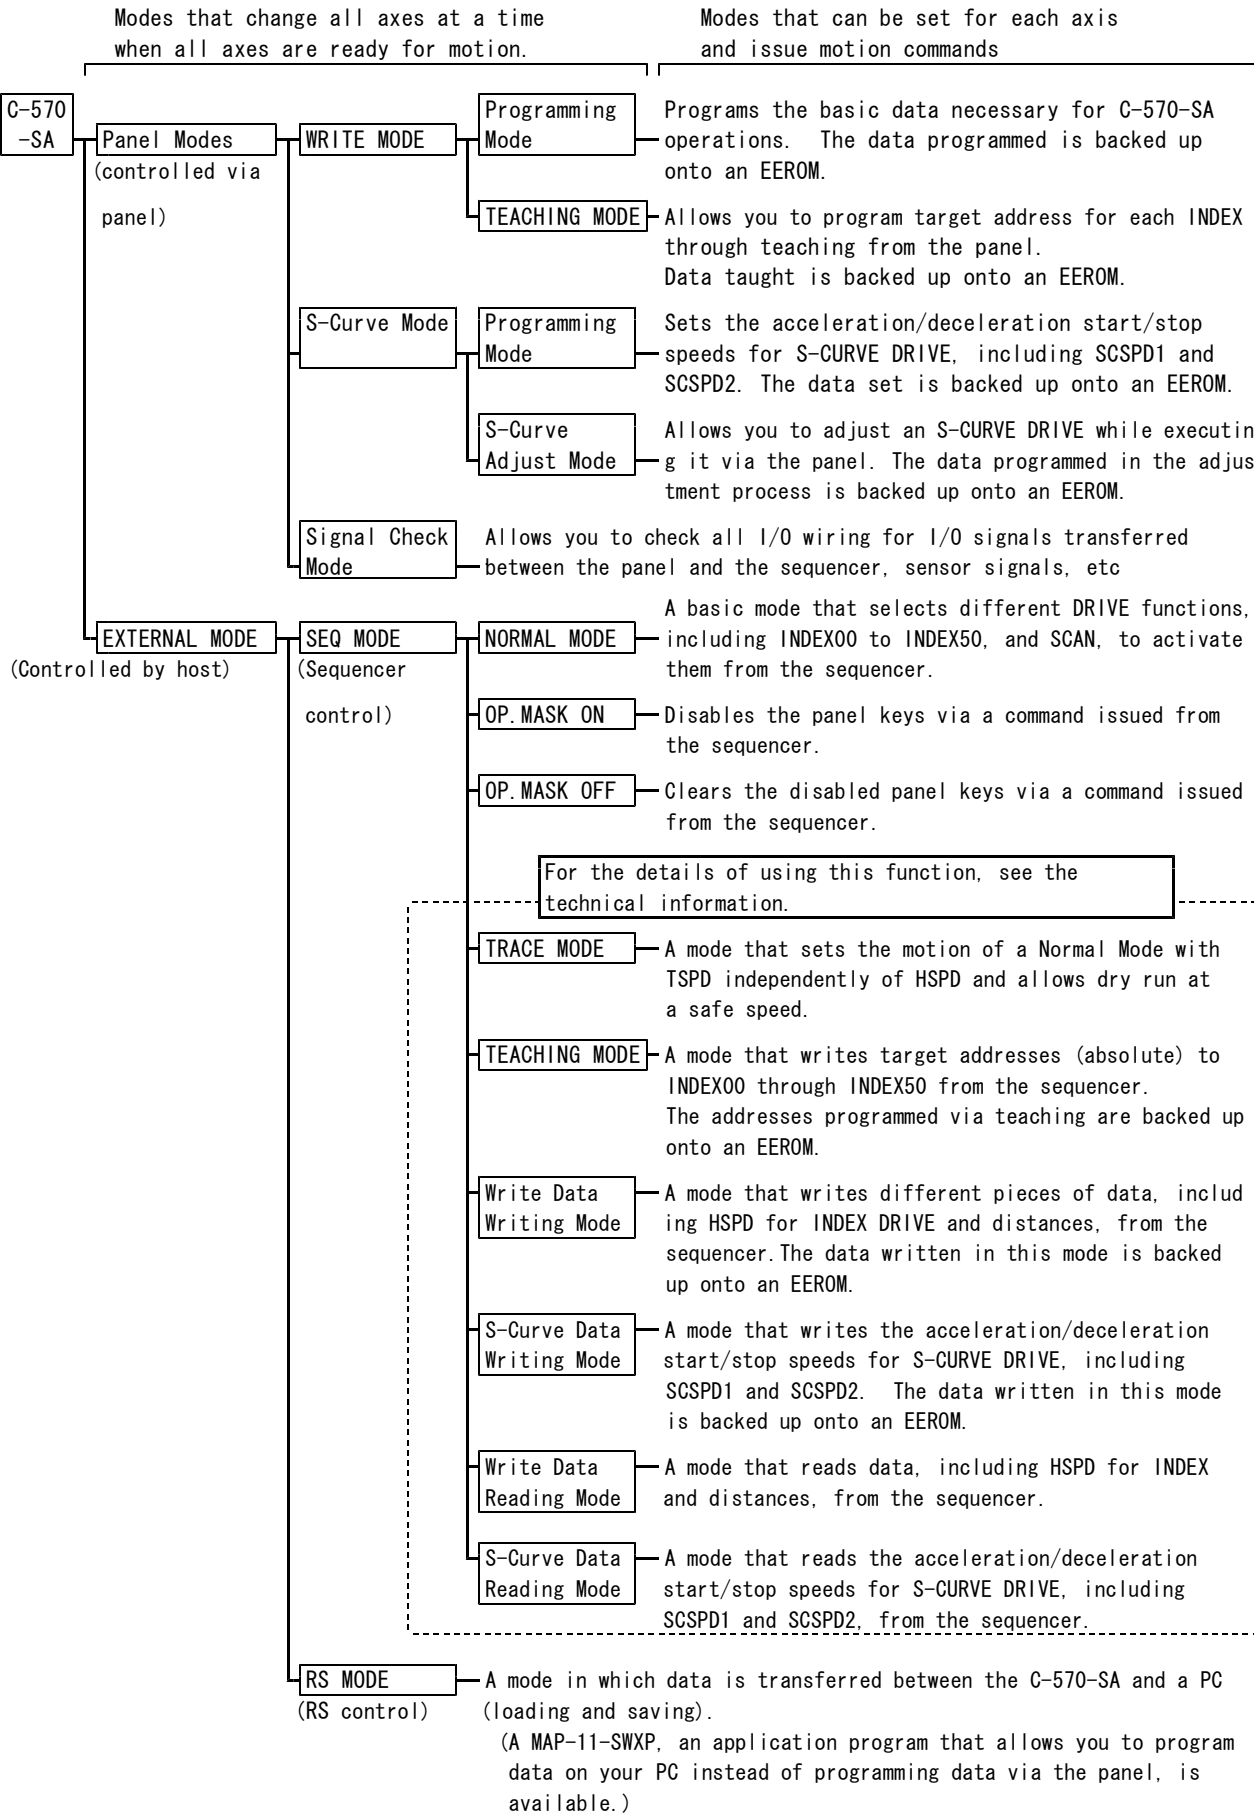 Modes that change all axes at a time
when all axes are ready for motion.
Modes that can be set for each axis
and issue motion commands
C-570
-SA
Panel Modes
(controlled via
panel)
WRITE MODE
Programming
Mode
Programs the basic data necessary for C-570-SA
operations. The data programmed is backed up
onto an EEROM.
TEACHING MODE
Allows you to program target address for each INDEX
through teaching from the panel.
Data taught is backed up onto an EEROM.
S-Curve Mode
Programming
Mode
Sets the acceleration/deceleration start/stop
speeds for S-CURVE DRIVE, including SCSPD1 and
SCSPD2. The data set is backed up onto an EEROM.
S-Curve
Adjust Mode
Allows you to adjust an S-CURVE DRIVE while executin
g it via the panel. The data programmed in the adjus
tment process is backed up onto an EEROM.
Signal Check
Mode
Allows you to check all I/O wiring for I/O signals transferred
between the panel and the sequencer, sensor signals, etc
EXTERNAL MODE
(Controlled by host)
SEQ MODE
(Sequencer
control)
NORMAL MODE
A basic mode that selects different DRIVE functions,
including INDEX00 to INDEX50, and SCAN, to activate
them from the sequencer.
OP.MASK ON
Disables the panel keys via a command issued from
the sequencer.
OP.MASK OFF
Clears the disabled panel keys via a command issued
from the sequencer.
For the details of using this function, see the
technical information.
TRACE MODE
A mode that sets the motion of a Normal Mode with
TSPD independently of HSPD and allows dry run at
a safe speed.
TEACHING MODE
A mode that writes target addresses (absolute) to
INDEX00 through INDEX50 from the sequencer.
The addresses programmed via teaching are backed up
onto an EEROM.
Write Data
Writing Mode
A mode that writes different pieces of data, includ
ing HSPD for INDEX DRIVE and distances, from the
sequencer.The data written in this mode is backed
up onto an EEROM.
S-Curve Data
Writing Mode
A mode that writes the acceleration/deceleration
start/stop speeds for S-CURVE DRIVE, including
SCSPD1 and SCSPD2. The data written in this mode
is backed up onto an EEROM.
Write Data
Reading Mode
A mode that reads data, including HSPD for INDEX
and distances, from the sequencer.
S-Curve Data
Reading Mode
A mode that reads the acceleration/deceleration
start/stop speeds for S-CURVE DRIVE, including
SCSPD1 and SCSPD2, from the sequencer.
RS MODE
(RS control)
A mode in which data is transferred between the C-570-SA and a PC
(loading and saving).
(A MAP-11-SWXP, an application program that allows you to program
data on your PC instead of programming data via the panel, is
available.)